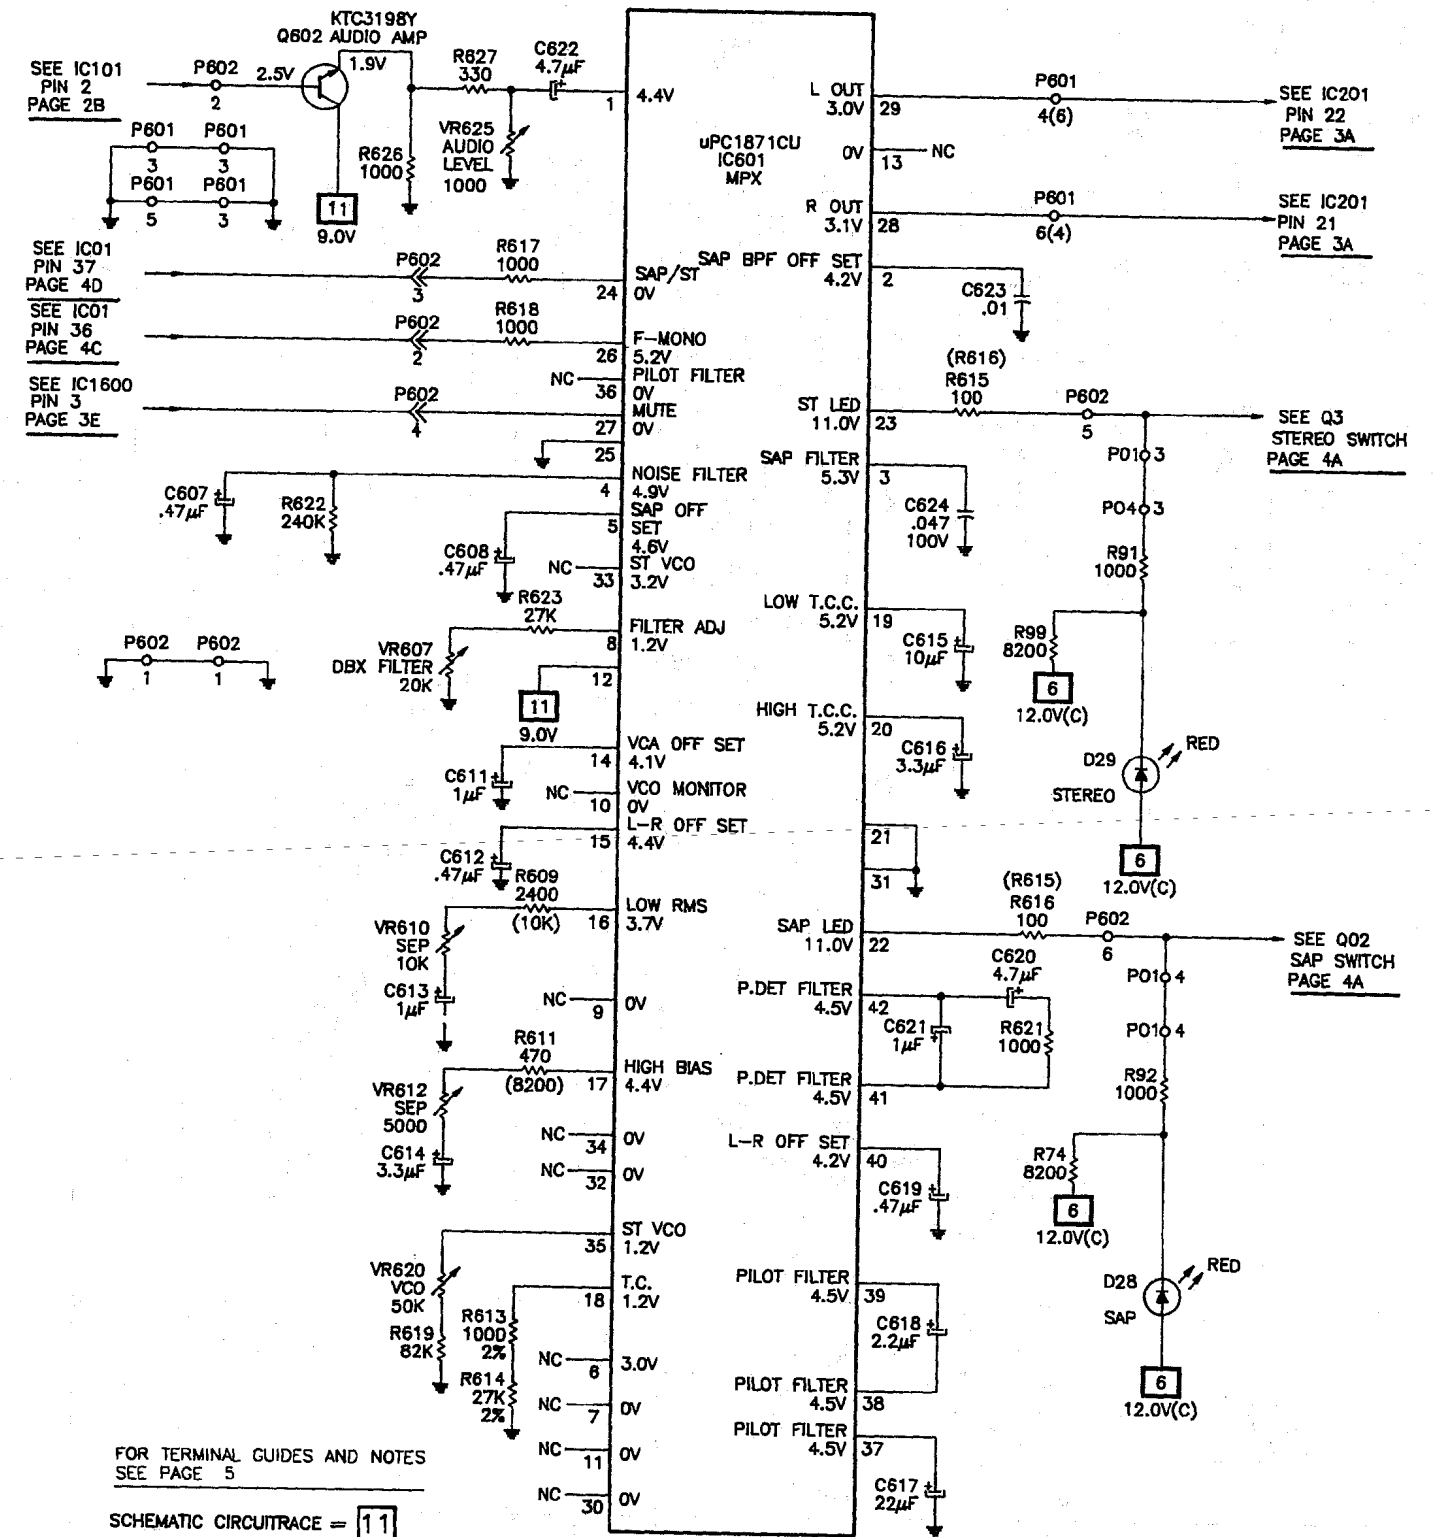 KTC3198Y
Q602 AUDIO AMP
SEE IC101
PIN 2
PAGE 2B
P602
2
2.5V
1.9V
R627
330
C622
4.7µF
+
1
4.4V
VR625
AUDIO
LEVEL
1000
R626
1000
11
9.0V
P601
3
P601
3
P601
5
P601
3
uPC1871CU
IC601
MPX
L OUT
3.0V
29
P601
4(6)
SEE IC201
PIN 22
PAGE 3A
0V
13
NC
R OUT
3.1V
28
P601
6(4)
SEE IC201
PIN 21
PAGE 3A
SEE IC01
PIN 37
PAGE 4D
P602
3
R617
1000
24
SAP/ST
0V
SAP BPF OFF SET
4.2V
2
C623
.01
SEE IC01
PIN 36
PAGE 4C
P602
2
R618
1000
26
F-MONO
5.2V
NC
36
PILOT FILTER
0V
SEE IC1600
PIN 3
PAGE 3E
P602
4
27
MUTE
0V
25
ST LED
11.0V
23
(R616)
R615
100
P602
5
SEE Q3
STEREO SWITCH
PAGE 4A
P01 3
P04 3
R91
1000
R99
8200
6
12.0V(C)
D29
STEREO
RED
6
12.0V(C)
C607
.47µF
+
R622
240K
4
NOISE FILTER
4.9V
5
SAP OFF
SET
4.6V
C608
.47µF
+
NC
33
ST VCO
3.2V
SAP FILTER
5.3V
3
C624
.047
100V
R623
27K
8
FILTER ADJ
1.2V
VR607
DBX FILTER
20K
12
11
9.0V
P602
1
P602
1
LOW T.C.C.
5.2V
19
C615
10µF
+
HIGH T.C.C.
5.2V
20
C616
3.3µF
+
14
VCA OFF SET
4.1V
C611
1µF
+
NC
10
VCO MONITOR
0V
15
L-R OFF SET
4.4V
C612
.47µF
+
21
31
R609
2400
(10K)
16
LOW RMS
3.7V
VR610
SEP
10K
C613
1µF
+
NC
9
0V
SAP LED
11.0V
22
(R615)
R616
100
P602
6
SEE Q02
SAP SWITCH
PAGE 4A
P01 4
P01 4
R92
1000
R74
8200
6
12.0V(C)
D28
SAP
RED
6
12.0V(C)
P.DET FILTER
4.5V
42
C620
4.7µF
+
C621
1µF
+
R621
1000
P.DET FILTER
4.5V
41
R611
470
(8200)
17
HIGH BIAS
4.4V
VR612
SEP
5000
C614
3.3µF
+
NC
34
0V
NC
32
0V
L-R OFF SET
4.2V
40
C619
.47µF
+
35
ST VCO
1.2V
VR620
VCO
50K
R619
82K
18
T.C.
1.2V
R613
1000
2%
R614
27K
2%
PILOT FILTER
4.5V
39
C618
2.2µF
+
PILOT FILTER
4.5V
38
PILOT FILTER
4.5V
37
C617
22µF
+
NC
6
3.0V
NC
7
0V
NC
11
0V
NC
30
0V
FOR TERMINAL GUIDES AND NOTES
SEE PAGE 5
SCHEMATIC CIRCUITRACE = 11